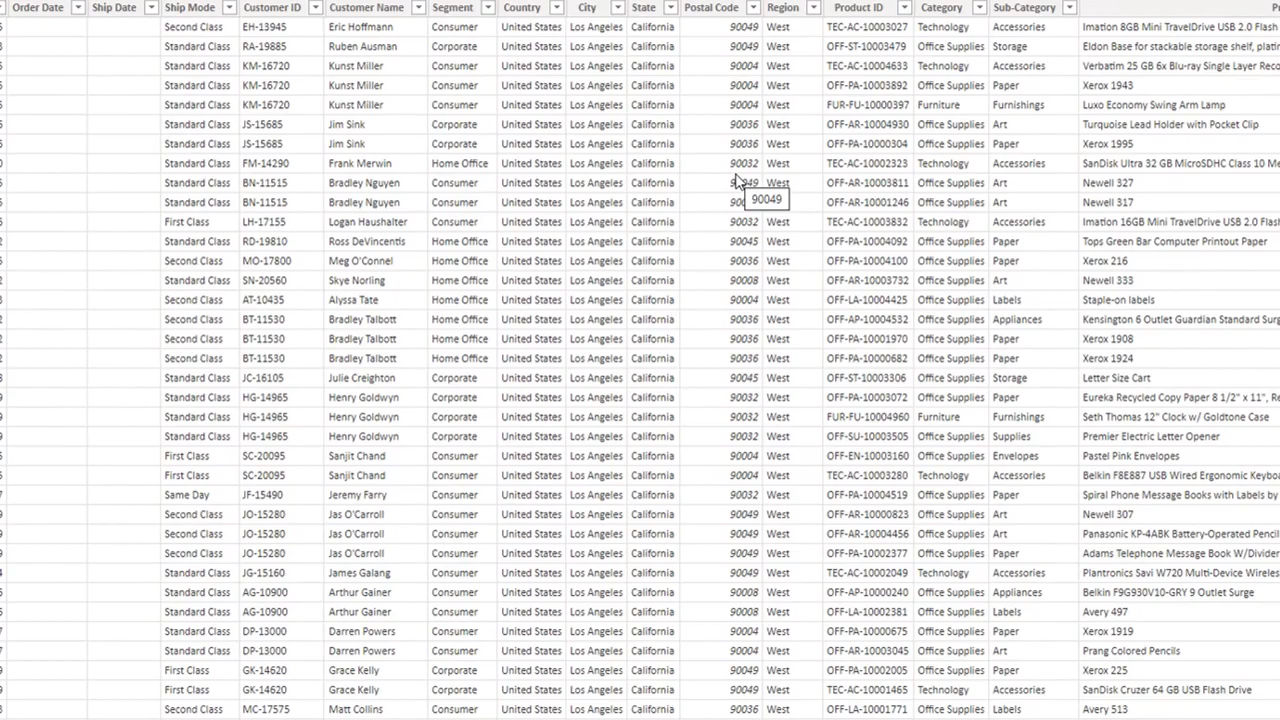 Order Date Ship Date Ship Mode Customer ID Customer Name Segment Country City State Postal Code Region Product ID Category Sub-Category
Second Class EH-13945 Eric Hoffmann Consumer United States Los Angeles California 90049 West TEC-AC-10003027 Technology Accessories Imation 8GB Mini TravelDrive USB 2.0 Flash
Standard Class RA-19885 Ruben Ausman Corporate United States Los Angeles California 90049 West OFF-ST-10003479 Office Supplies Storage Eldon Base for stackable storage shelf,
Standard Class KM-16720 Kunst Miller Consumer United States Los Angeles California 90004 West TEC-AC-10004633 Technology Accessories Verbatim 25 GB 6x Blu-ray Single Layer
Standard Class KM-16720 Kunst Miller Consumer United States Los Angeles California 90004 West OFF-PA-10003892 Office Supplies Paper Xerox 1943
Standard Class KM-16720 Kunst Miller Consumer United States Los Angeles California 90004 West FUR-FU-10000397 Furniture Furnishings Luxo Economy Swing Arm Lamp
Standard Class JS-15685 Jim Sink Corporate United States Los Angeles California 90036 West OFF-AR-10004930 Office Supplies Art Turquoise Lead Holder with Pocket Clip
Standard Class JS-15685 Jim Sink Corporate United States Los Angeles California 90036 West OFF-PA-10000304 Office Supplies Paper Xerox 1995
Standard Class FM-14290 Frank Merwin Home Office United States Los Angeles California 90032 West TEC-AC-10002323 Technology Accessories SanDisk Ultra 32 GB MicroSDHC Class 10
Standard Class BN-11515 Bradley Nguyen Consumer United States Los Angeles California West OFF-AR-10003811 Office Supplies Art Newell 327
90049
Standard Class BN-11515 Bradley Nguyen Consumer United States Los Angeles California West OFF-AR-10001246 Office Supplies Art Newell 317
First Class LH-17155 Logan Haushalter Consumer United States Los Angeles California 90032 West TEC-AC-10003832 Technology Accessories Imation 16GB Mini TravelDrive USB 2.0
Standard Class RD-19810 Ross DeVincentis Home Office United States Los Angeles California 90045 West OFF-PA-10004092 Office Supplies Paper Tops Green Bar Computer Printout Paper
Second Class MO-17800 Meg O'Connel Home Office United States Los Angeles California 90036 West OFF-PA-10004100 Office Supplies Paper Xerox 216
Standard Class SN-20560 Skye Norling Home Office United States Los Angeles California 90008 West OFF-AR-10003732 Office Supplies Art Newell 333
Second Class AT-10435 Alyssa Tate Home Office United States Los Angeles California 90004 West OFF-LA-10004425 Office Supplies Labels Staple-on labels
Second Class BT-11530 Bradley Talbott Home Office United States Los Angeles California 90036 West OFF-AP-10004532 Office Supplies Appliances Kensington 6 Outlet Guardian Standard
Second Class BT-11530 Bradley Talbott Home Office United States Los Angeles California 90036 West OFF-PA-10001970 Office Supplies Paper Xerox 1908
Second Class BT-11530 Bradley Talbott Home Office United States Los Angeles California 90036 West OFF-PA-10000682 Office Supplies Paper Xerox 1924
Standard Class JC-16105 Julie Creighton Corporate United States Los Angeles California 90045 West OFF-ST-10003306 Office Supplies Storage Letter Size Cart
Standard Class HG-14965 Henry Goldwyn Corporate United States Los Angeles California 90032 West OFF-PA-10003072 Office Supplies Paper Eureka Recycled Copy Paper 8 1/2" x 11",
Standard Class HG-14965 Henry Goldwyn Corporate United States Los Angeles California 90032 West FUR-FU-10004960 Furniture Furnishings Seth Thomas 12" Clock w/ Goldtone Case
Standard Class HG-14965 Henry Goldwyn Corporate United States Los Angeles California 90032 West OFF-SU-10003505 Office Supplies Supplies Premier Electric Letter Opener
First Class SC-20095 Sanjit Chand Consumer United States Los Angeles California 90004 West OFF-EN-10003160 Office Supplies Envelopes Pastel Pink Envelopes
First Class SC-20095 Sanjit Chand Consumer United States Los Angeles California 90004 West TEC-AC-10003280 Technology Accessories Belkin F8E887 USB Wired Ergonomic
Same Day JF-15490 Jeremy Farry Consumer United States Los Angeles California 90032 West OFF-PA-10004519 Office Supplies Paper Spiral Phone Message Books with Labels by
Second Class JO-15280 Jas O'Carroll Consumer United States Los Angeles California 90049 West OFF-AR-10000823 Office Supplies Art Newell 307
Second Class JO-15280 Jas O'Carroll Consumer United States Los Angeles California 90049 West OFF-AR-10004456 Office Supplies Art Panasonic KP-4ABK Battery-Operated
Second Class JO-15280 Jas O'Carroll Consumer United States Los Angeles California 90049 West OFF-PA-10002377 Office Supplies Paper Adams Telephone Message Book
Standard Class JG-15160 James Galang Consumer United States Los Angeles California 90049 West TEC-AC-10002049 Technology Accessories Plantronics Savi W720 Multi-Device Wireless
Standard Class AG-10900 Arthur Gainer Consumer United States Los Angeles California 90008 West OFF-AP-10000240 Office Supplies Appliances Belkin F9G930V10-GRY 9 Outlet Surge
Standard Class AG-10900 Arthur Gainer Consumer United States Los Angeles California 90008 West OFF-LA-10002381 Office Supplies Labels Avery 497
Standard Class DP-13000 Darren Powers Consumer United States Los Angeles California 90004 West OFF-PA-10000675 Office Supplies Paper Xerox 1919
Standard Class DP-13000 Darren Powers Consumer United States Los Angeles California 90004 West OFF-AR-10003045 Office Supplies Art Prang Colored Pencils
First Class GK-14620 Grace Kelly Corporate United States Los Angeles California 90049 West OFF-PA-10002005 Office Supplies Paper Xerox 225
First Class GK-14620 Grace Kelly Corporate United States Los Angeles California 90049 West TEC-AC-10001465 Technology Accessories SanDisk Cruzer 64 GB USB Flash Drive
Second Class MC-17575 Matt Collins Consumer United States Los Angeles California 90036 West OFF-LA-10001771 Office Supplies Labels Avery 513